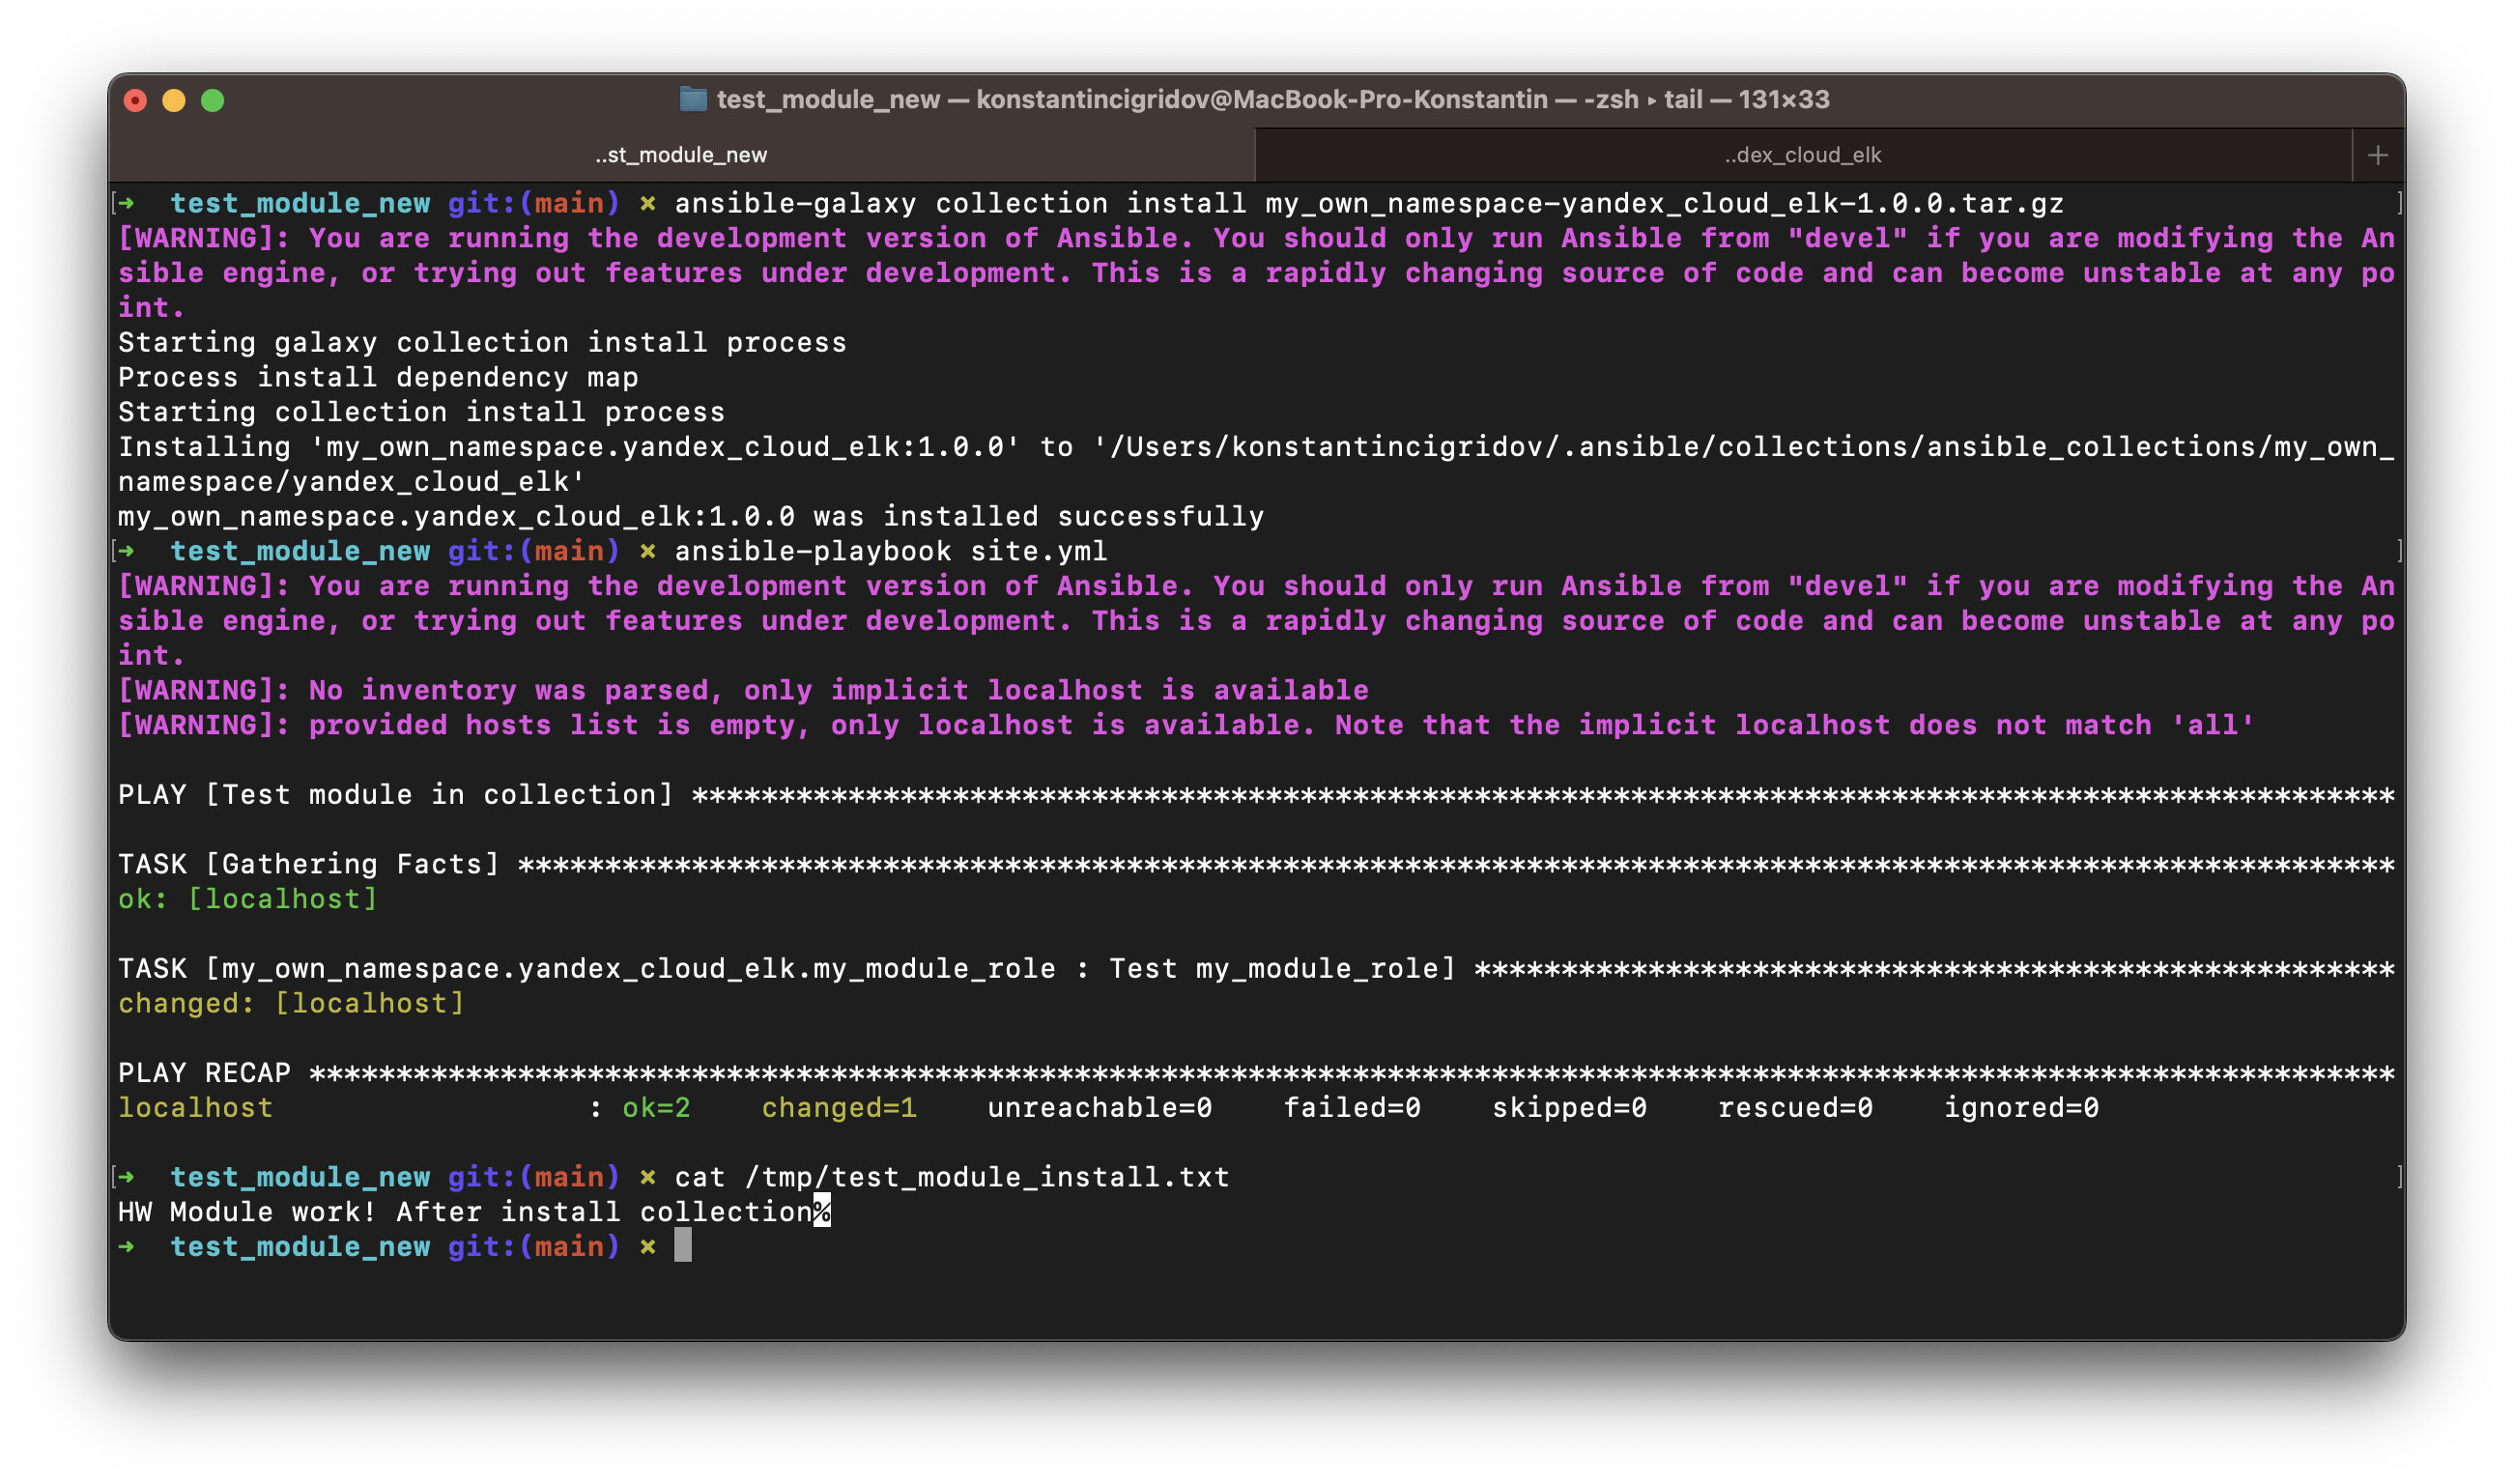 test_module_new — konstantincigridov@MacBook-Pro-Konstantin — -zsh ▸ tail — 131×33
..st_module_new ..dex_cloud_elk +
[➜  test_module_new git:(main) × ansible-galaxy collection install my_own_namespace-yandex_cloud_elk-1.0.0.tar.gz ]
[WARNING]: You are running the development version of Ansible. You should only run Ansible from "devel" if you are modifying the An
sible engine, or trying out features under development. This is a rapidly changing source of code and can become unstable at any po
int.
Starting galaxy collection install process
Process install dependency map
Starting collection install process
Installing 'my_own_namespace.yandex_cloud_elk:1.0.0' to '/Users/konstantincigridov/.ansible/collections/ansible_collections/my_own_
namespace/yandex_cloud_elk'
my_own_namespace.yandex_cloud_elk:1.0.0 was installed successfully
[➜  test_module_new git:(main) × ansible-playbook site.yml ]
[WARNING]: You are running the development version of Ansible. You should only run Ansible from "devel" if you are modifying the An
sible engine, or trying out features under development. This is a rapidly changing source of code and can become unstable at any po
int.
[WARNING]: No inventory was parsed, only implicit localhost is available
[WARNING]: provided hosts list is empty, only localhost is available. Note that the implicit localhost does not match 'all'
PLAY [Test module in collection] **************************************************************************************************
TASK [Gathering Facts] ************************************************************************************************************
ok: [localhost]
TASK [my_own_namespace.yandex_cloud_elk.my_module_role : Test my_module_role] *****************************************************
changed: [localhost]
PLAY RECAP ************************************************************************************************************************
localhost                  : ok=2    changed=1    unreachable=0    failed=0    skipped=0    rescued=0    ignored=0
[➜  test_module_new git:(main) × cat /tmp/test_module_install.txt ]
HW Module work! After install collection%
➜  test_module_new git:(main) ×